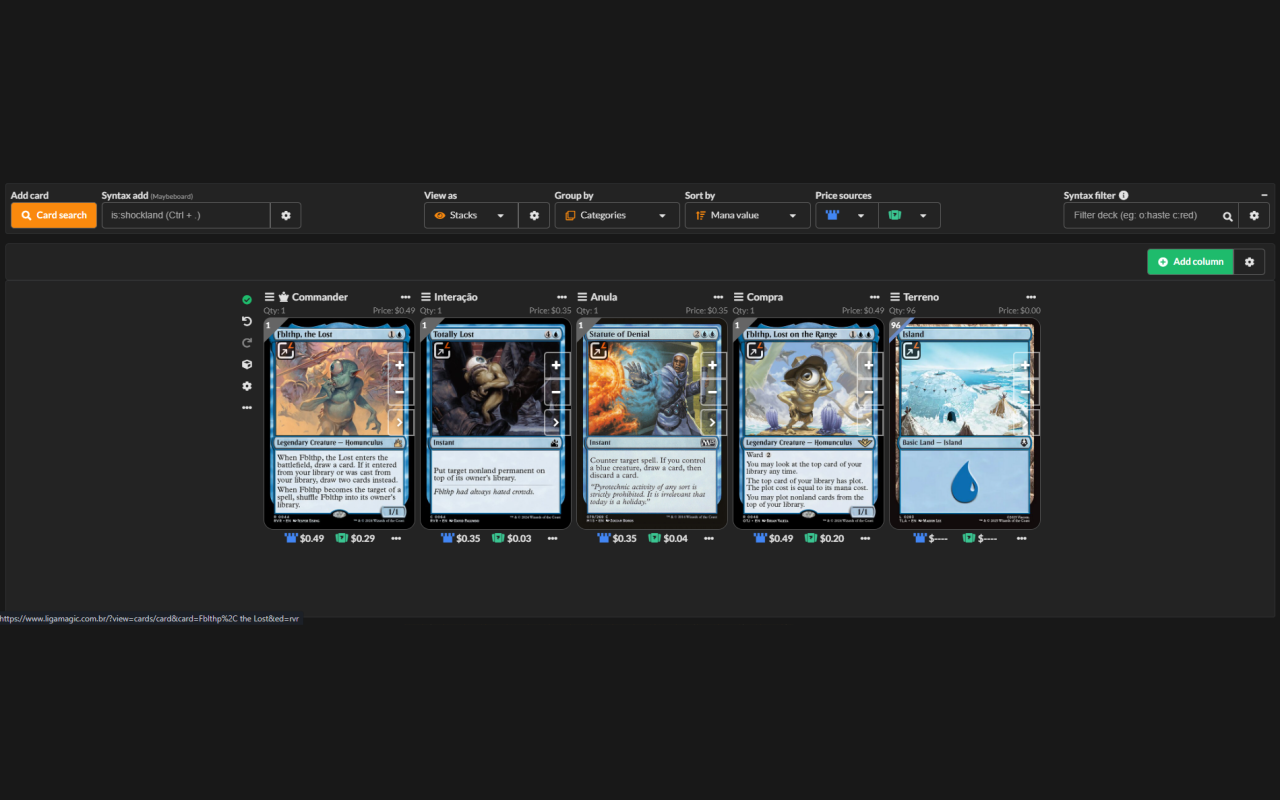 Add card
Syntax add (Maybeboard)
View as
Group by
Sort by
Price sources
Syntax filter
Card search
is:shockland (Ctrl + .)
Stacks
Categories
Mana value
Filter deck (eg: o:haste c:red)
Add column
Commander
Qty: 1 Price: $0.49
1
Fblthp, the Lost 1
Legendary Creature — Homunculus
When Fblthp, the Lost enters the
battlefield, draw a card. If it entered
from your library or was cast from
your library, draw two cards instead.
When Fblthp becomes the target of a
spell, shuffle Fblthp into its owner's
library.
1/1
$0.49 $0.29
Interação
Qty: 1 Price: $0.35
1
Totally Lost 4
Instant
Put target nonland permanent on
top of its owner's library.
Fblthp had always hated crowds.
$0.35 $0.03
Anula
Qty: 1 Price: $0.35
1
Statute of Denial 2
Instant
Counter target spell. If you control
a blue creature, draw a card, then
discard a card.
"Pyrotechnic activity of any sort is
strictly prohibited. It is irrelevant that
today is a holiday."
$0.35 $0.04
Compra
Qty: 1 Price: $0.49
1
Fblthp, Lost on the Range 1
Legendary Creature — Homunculus
Ward 2
You may look at the top card of your
library any time.
The top card of your library has plot.
The plot cost is equal to its mana cost.
You may plot nonland cards from the
top of your library.
1/1
$0.49 $0.20
Terreno
Qty: 96 Price: $0.00
96
Island
Basic Land — Island
$---- $----
https://www.ligamagic.com.br/?view=cards/card&card=Fblthp%2C the Lost&ed=rvr